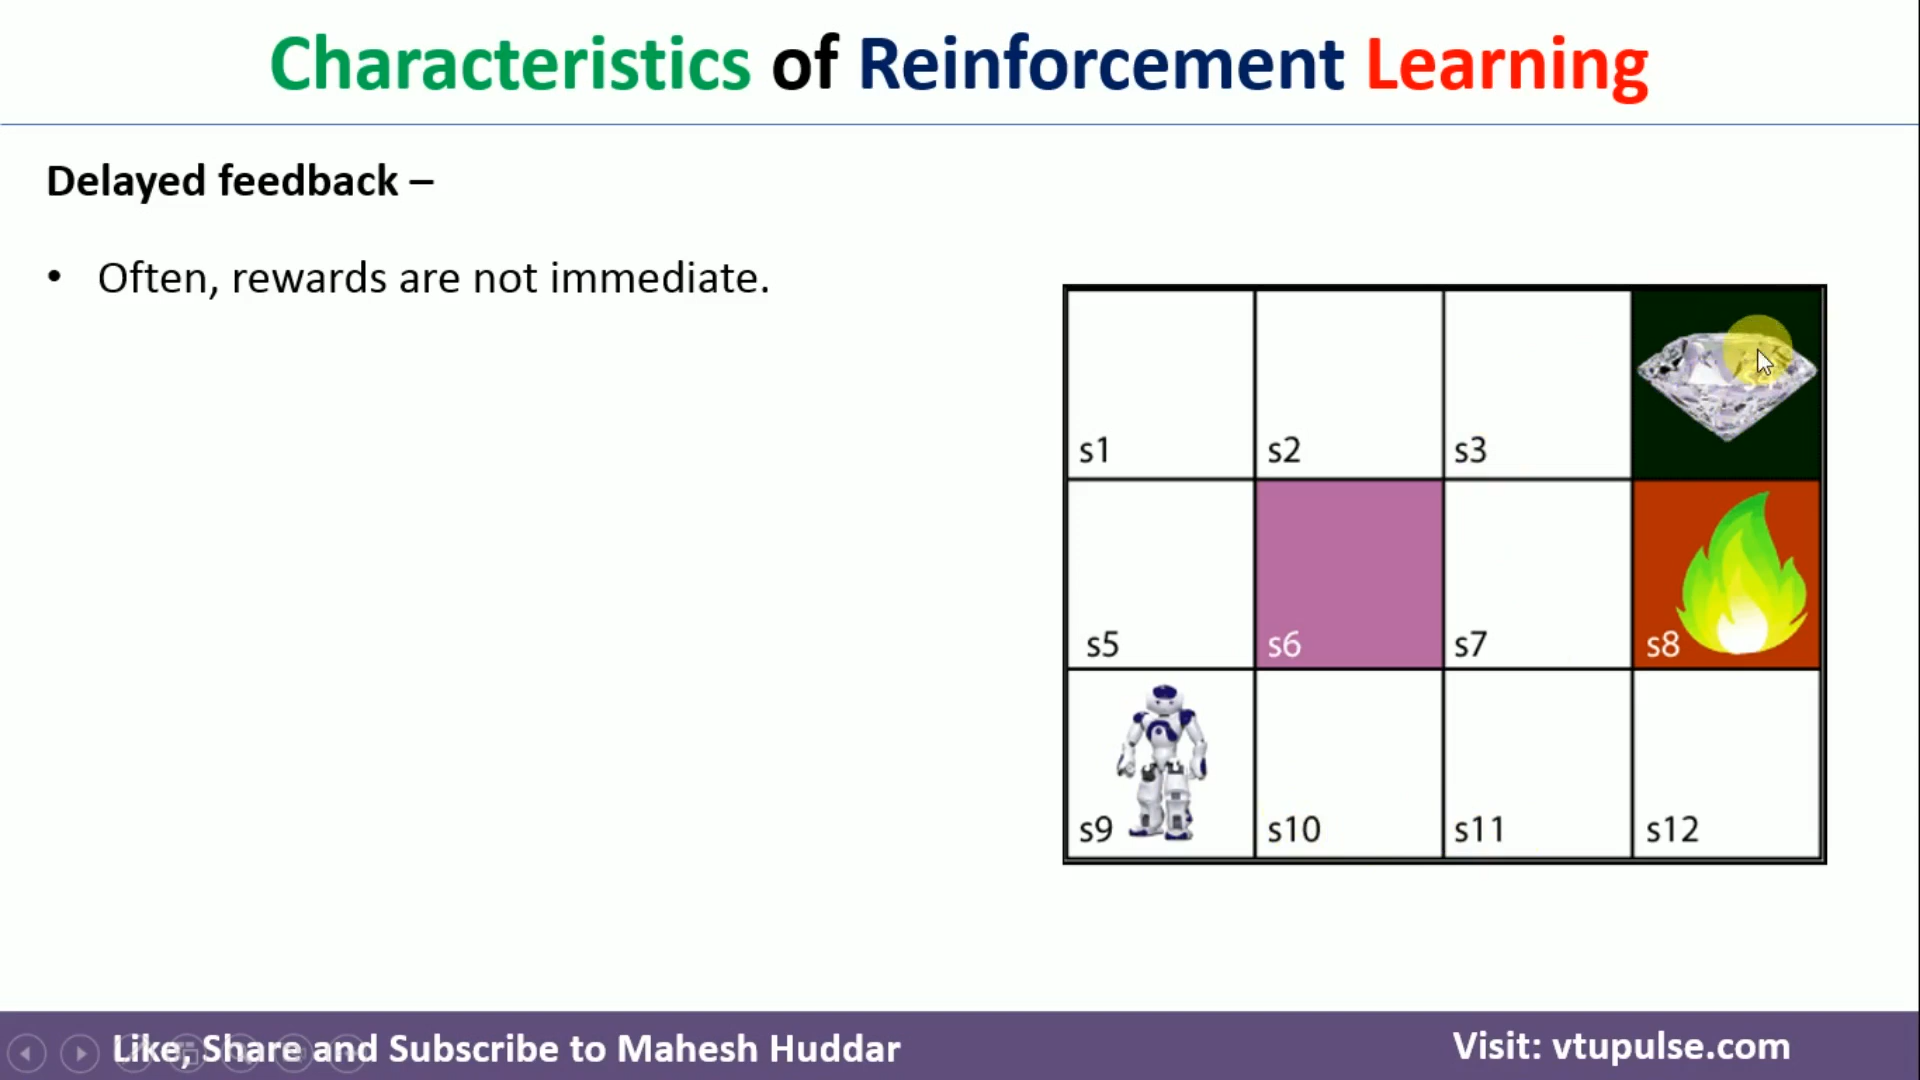 Characteristics of Reinforcement Learning
Delayed feedback –
• Often, rewards are not immediate.
s1 s2 s3
s5 s6 s7 s8
s9 s10 s11 s12
Like, Share and Subscribe to Mahesh Huddar
Visit: vtupulse.com